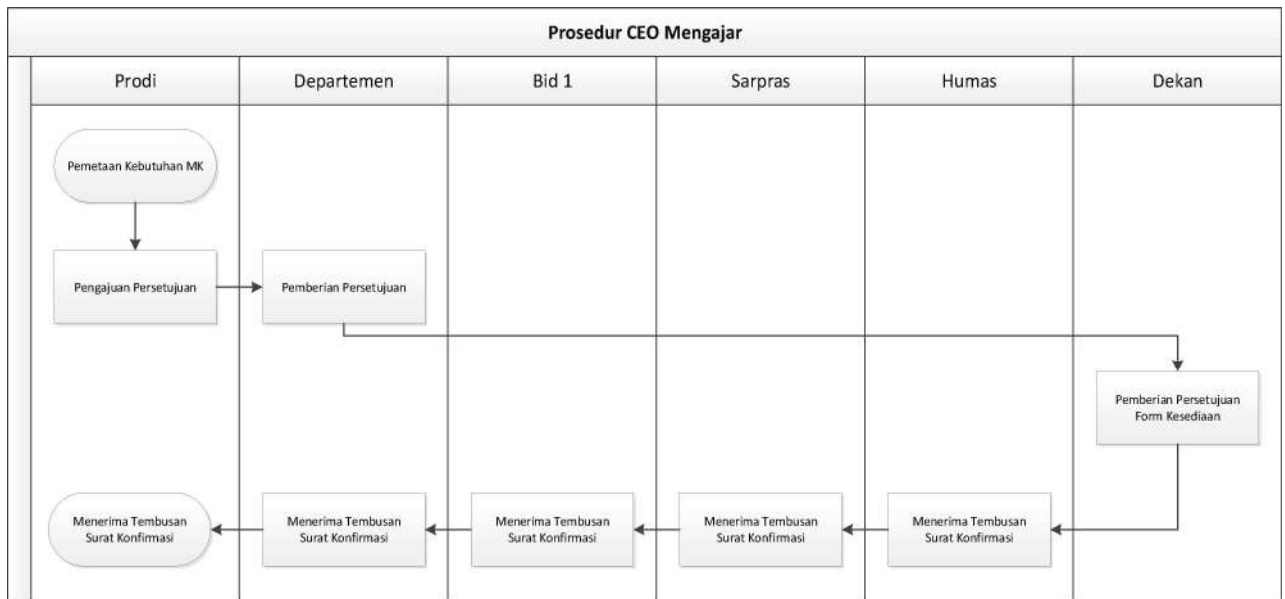 Prosedur CEO Mengajar
Prodi
Departemen
Bid 1
Sarpras
Humas
Dekan
Pemetaan Kebutuhan MK
Pengajuan Persetujuan
Pemberian Persetujuan
Pemberian Persetujuan
Form Kesediaan
Menerima Tembusan
Surat Konfirmasi
Menerima Tembusan
Surat Konfirmasi
Menerima Tembusan
Surat Konfirmasi
Menerima Tembusan
Surat Konfirmasi
Menerima Tembusan
Surat Konfirmasi